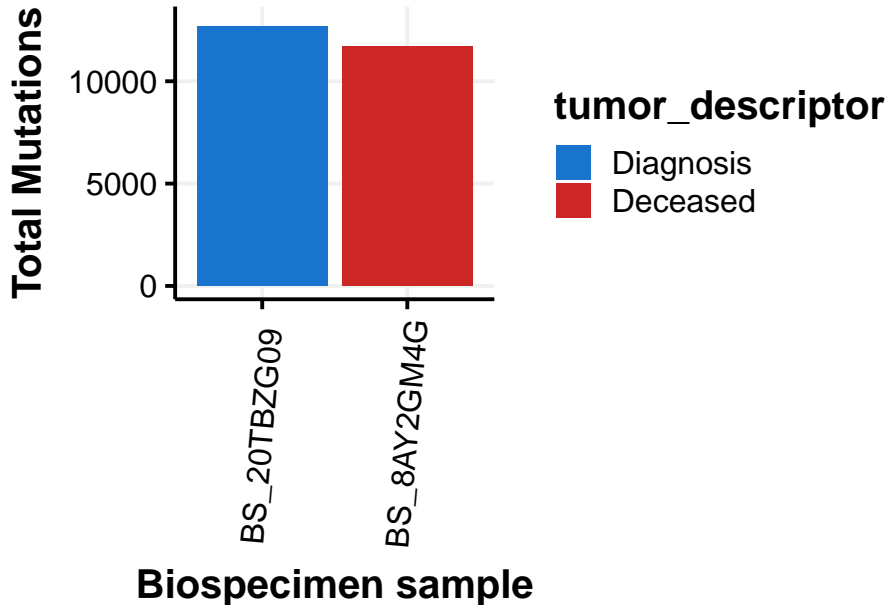 Total Mutations
10000
5000
0
BS_20TBZG09
BS_8AY2GM4G
Biospecimen sample
tumor_descriptor
Diagnosis
Deceased